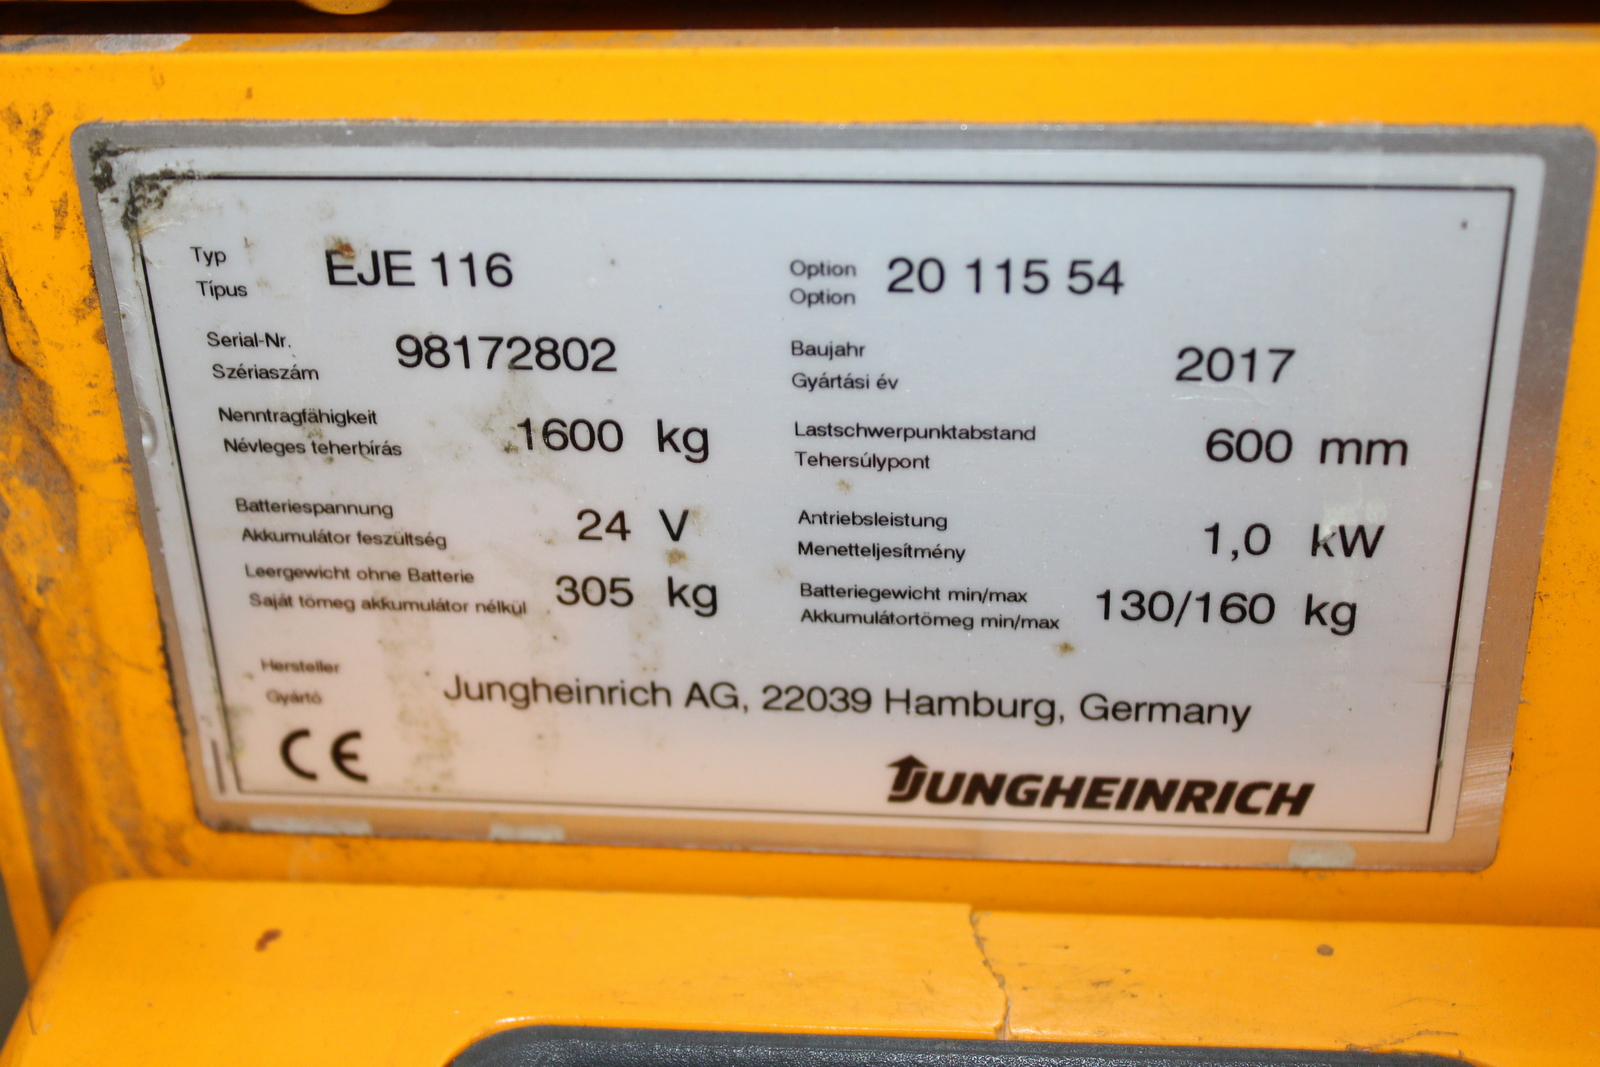 Typ
Típus
EJE 116
Option
Option
20 115 54
Serial-Nr.
Szériaszám
98172802
Baujahr
Gyártási év
2017
Nenntragfähigkeit
Névleges teherbírás
1600 kg
Lastschwerpunktabstand
Tehersúlypont
600 mm
Batteriespannung
Akkumulátor feszültség
24 V
Antriebsleistung
Menetteljesítmény
1,0 kW
Leergewicht ohne Batterie
Saját tömeg akkumulátor nélkül
305 kg
Batteriegewicht min/max
Akkumulátortömeg min/max
130/160 kg
Hersteller
Gyártó
Jungheinrich AG, 22039 Hamburg, Germany
CE
JUNGHEINRICH